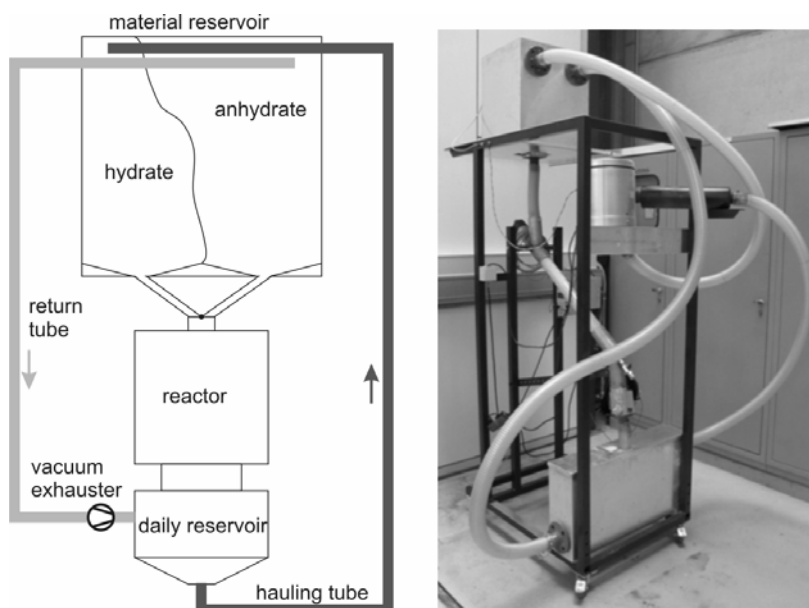 material reservoir
anhydrate
hydrate
return
tube
reactor
vacuum
exhauster
daily reservoir
hauling tube